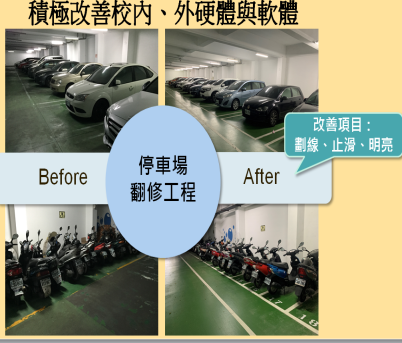 積極改善校內、外硬體與軟體
改善項目：
劃線、止滑、明亮
Before
停車場
翻修工程
After